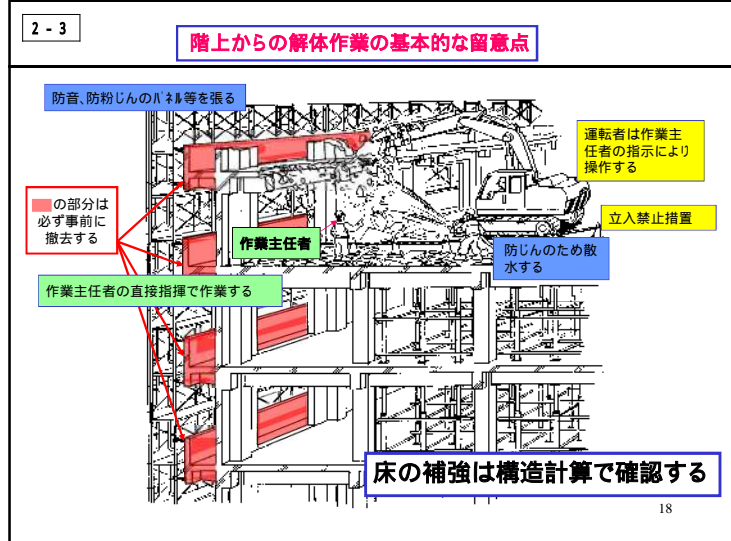 2-3
階上からの解体作業の基本的な留意点
防音、防粉じんのパネル等を張る
運転者は作業主
任者の指示により
操作する
の部分は
必ず事前に
撤去する
立入禁止措置
作業主任者
防じんのため散
水する
作業主任者の直接指揮で作業する
床の補強は構造計算で確認する
18